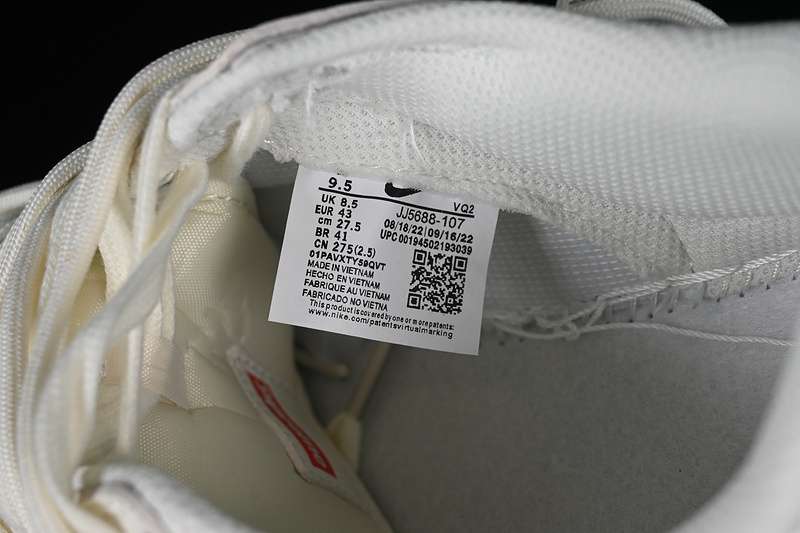 9.5
VQ2
UK 8.5
EUR 43
cm 27.5
BR 41
CN 275(2.5)
JJ5688-107
08/18/22|09/16/22
UPC 00194502193039
01PAVXTY59QVT
MADE IN VIETNAM
HECHO EN VIETNAM
FABRIQUE AU VIETNAM
FABRICADO NO VIETNA
This product is covered by one or more patents:
www.nike.com/patentsvirtualmarking